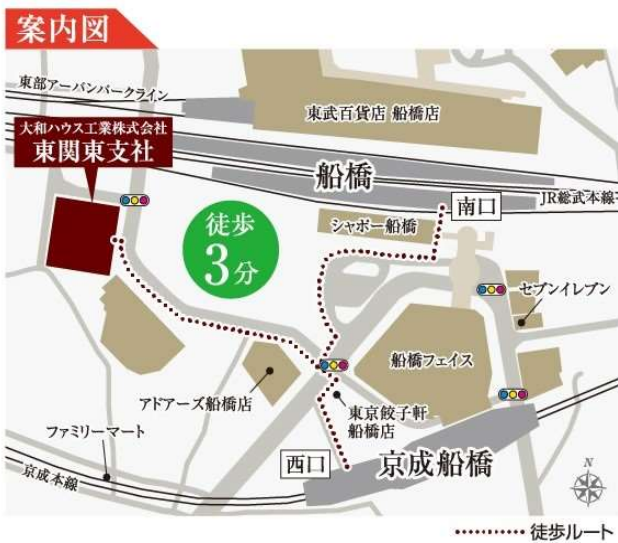 案内図
東部アーバンパークライン
大和ハウス工業株式会社
東関東支社
東武百貨店 船橋店
船橋
JR総武本線
南口
シャポー船橋
徒歩
3分
セブンイレブン
船橋フェイス
アドアーズ船橋店
東京餃子軒
船橋店
ファミリーマート
西口
京成船橋
京成本線
N
徒歩ルート